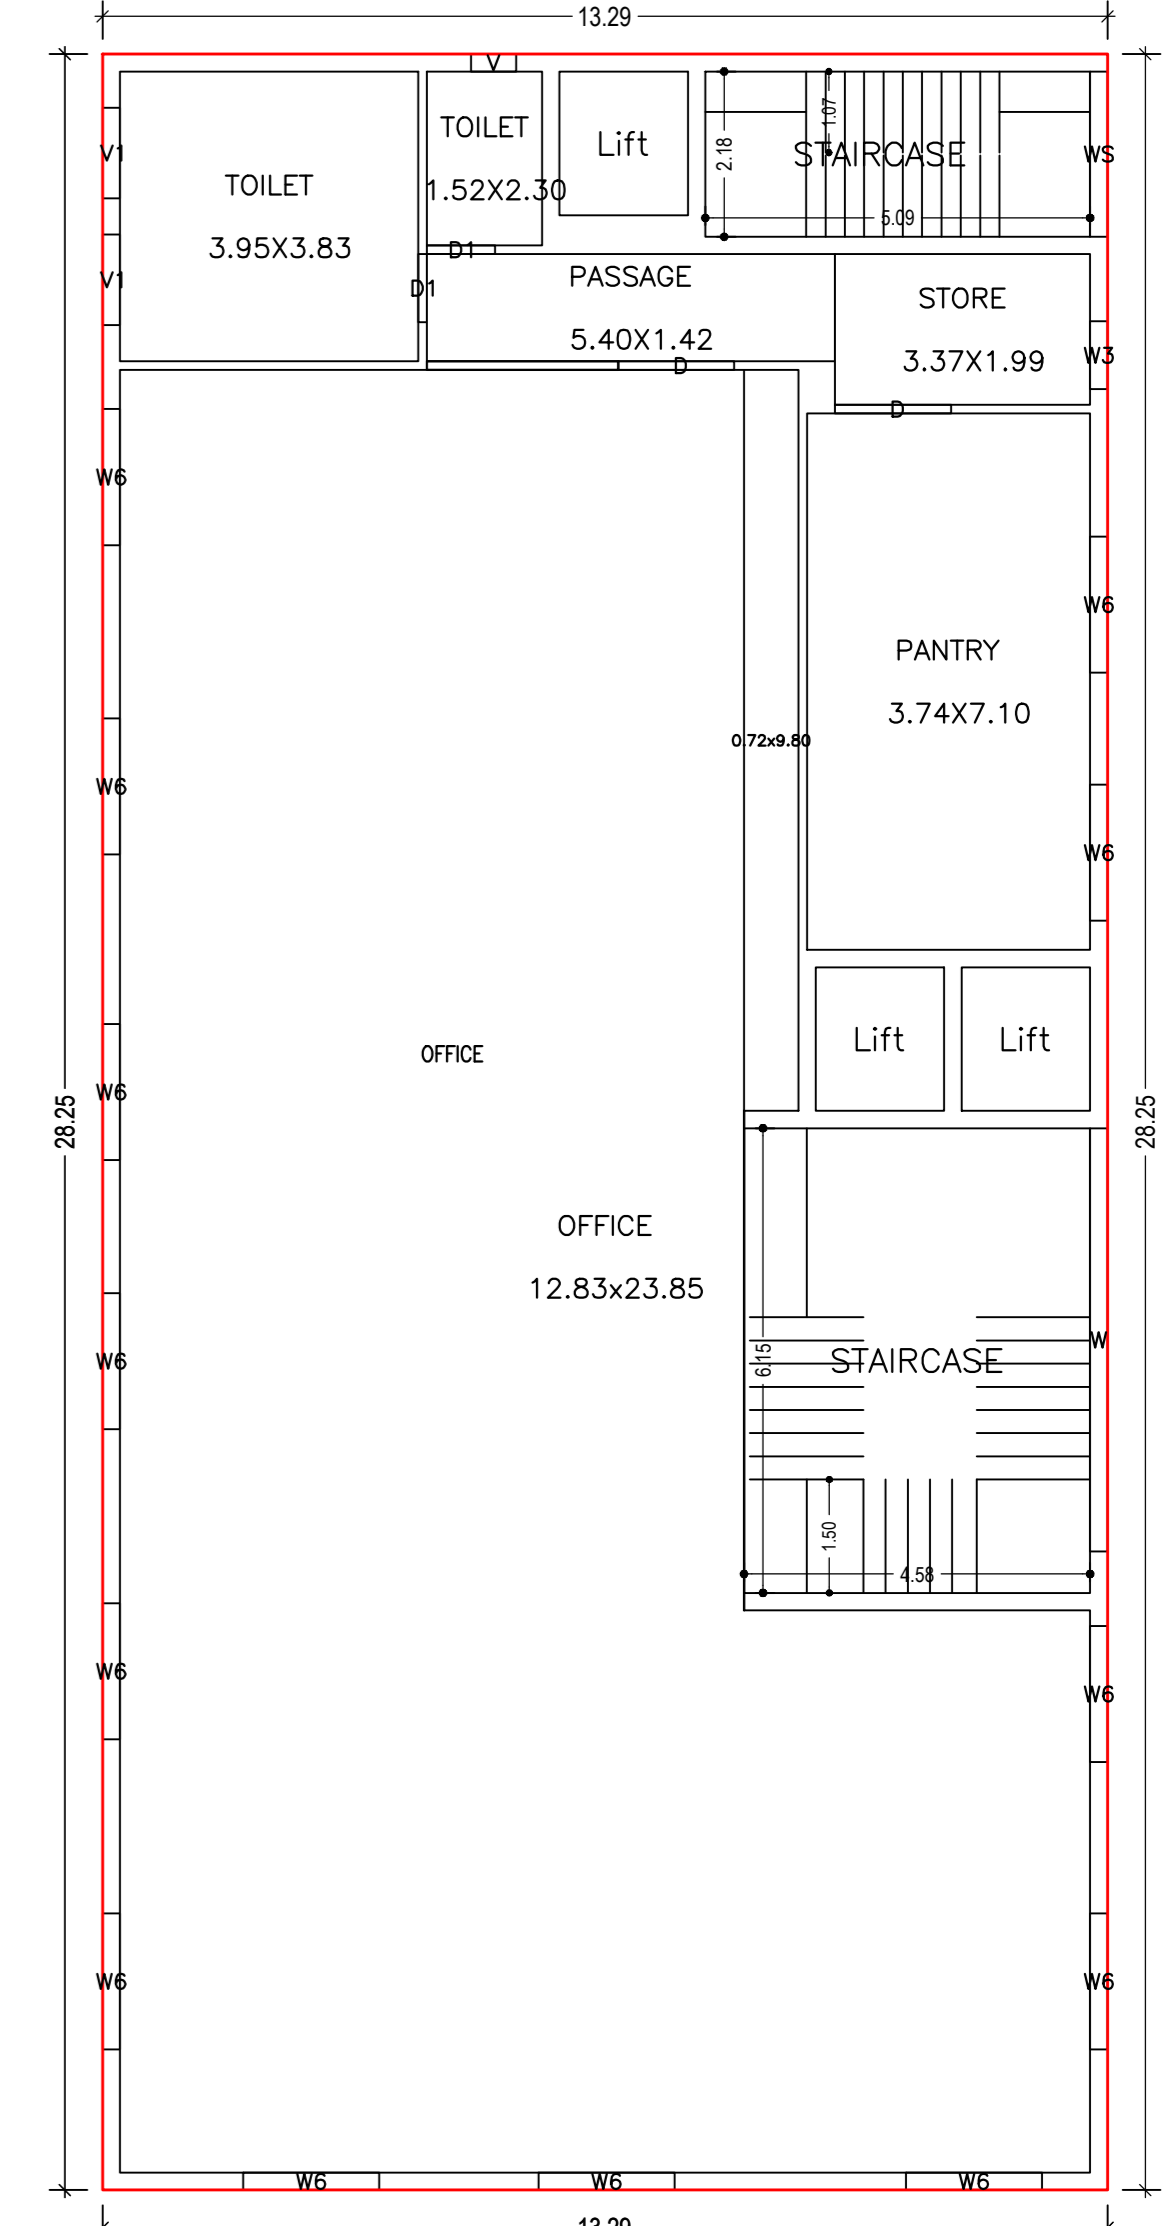 13.29
V
TOILET
1.52X2.30
Lift
1.07
2.18
STAIRCASE
WS
V1
TOILET
3.95X3.83
5.09
D1
V1
D1
PASSAGE
5.40X1.42
STORE
3.37X1.99
W3
D
D
W6
W6
PANTRY
3.74X7.10
0.72x9.80
W6
W6
Lift
Lift
OFFICE
W6
28.25
28.25
OFFICE
12.83x23.85
W
STAIRCASE
6.15
W6
1.50
4.58
W6
W6
W6
W6
W6
W6
W6
13.29